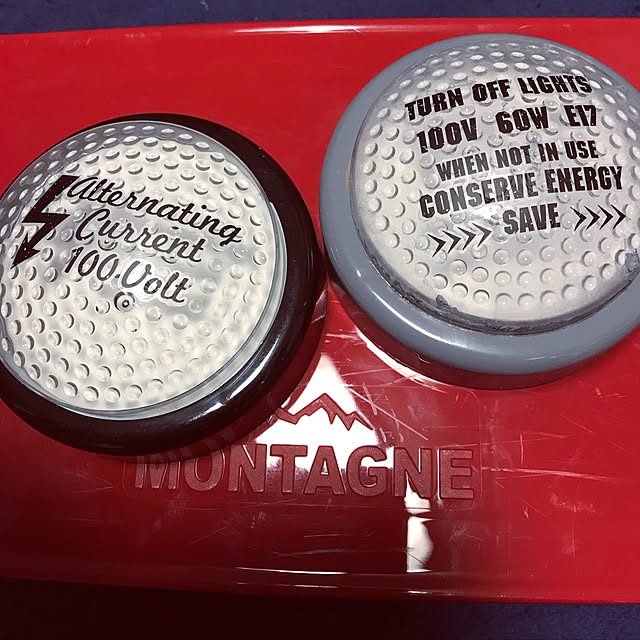 Alternating
Current
100 Volt
TURN OFF LIGHTS
100V 60W E17
WHEN NOT IN USE
CONSERVE ENERGY
>>>> SAVE >>>>
MONTAGNE